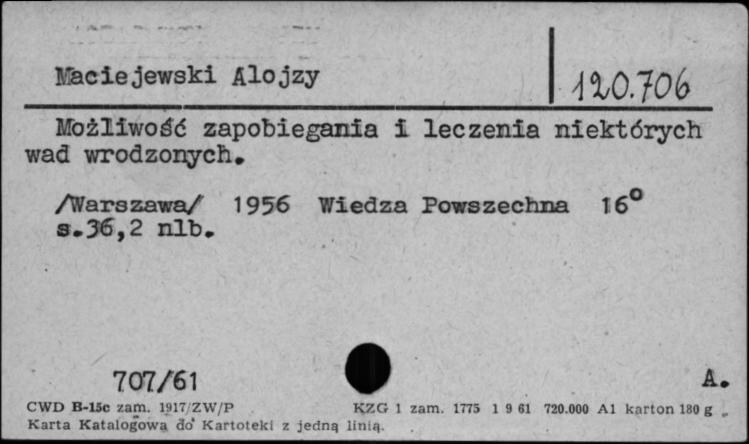 Maciejewski Alojzy
120.706
Możliwość zapobiegania i leczenia niektórych
wad wrodzonych.
/Warszawa/ 1956 Wiedza Powszechna 16°
s.36,2 nlb.
707/61
A.
CWD B-15c zam. 1917/ZW/P KZG 1 zam. 1775 1 9 61 720.000 A1 karton 180 g
Karta Katalogowa do Kartoteki z jedną linią.